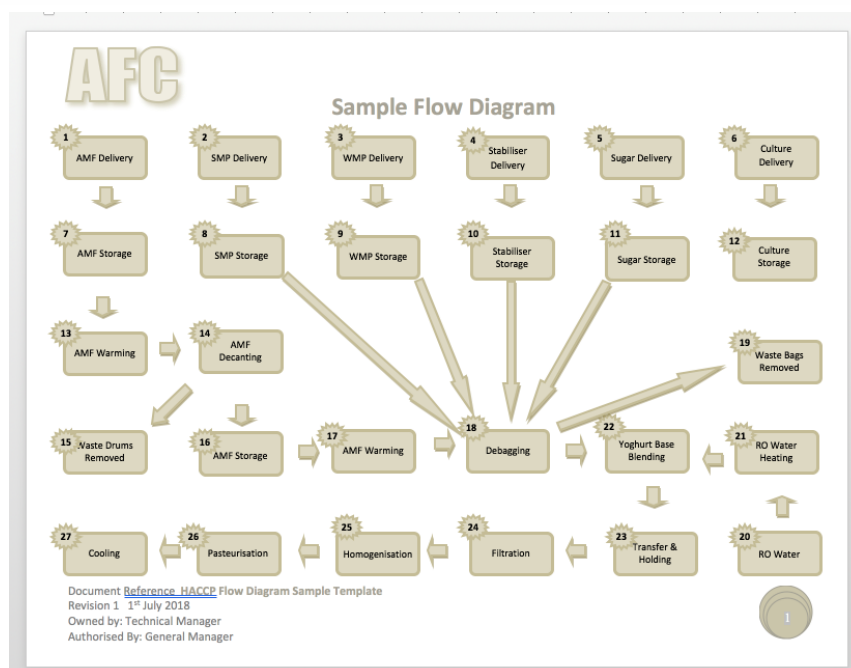 AFC
Sample Flow Diagram
1
AMF Delivery
2
SMP Delivery
3
WMP Delivery
4
Stabiliser
Delivery
5
Sugar Delivery
6
Culture
Delivery
7
AMF Storage
8
SMP Storage
9
WMP Storage
10
Stabiliser
Storage
11
Sugar Storage
12
Culture
Storage
13
AMF Warming
14
AMF
Decanting
19
Waste Bags
Removed
15
Waste Drums
Removed
16
AMF Storage
17
AMF Warming
18
Debagging
22
Yoghurt Base
Blending
21
RO Water
Heating
27
Cooling
26
Pasteurisation
25
Homogenisation
24
Filtration
23
Transfer &
Holding
20
RO Water
Document Reference HACCP Flow Diagram Sample Template
Revision 1 1st July 2018
Owned by: Technical Manager
Authorised By: General Manager
1